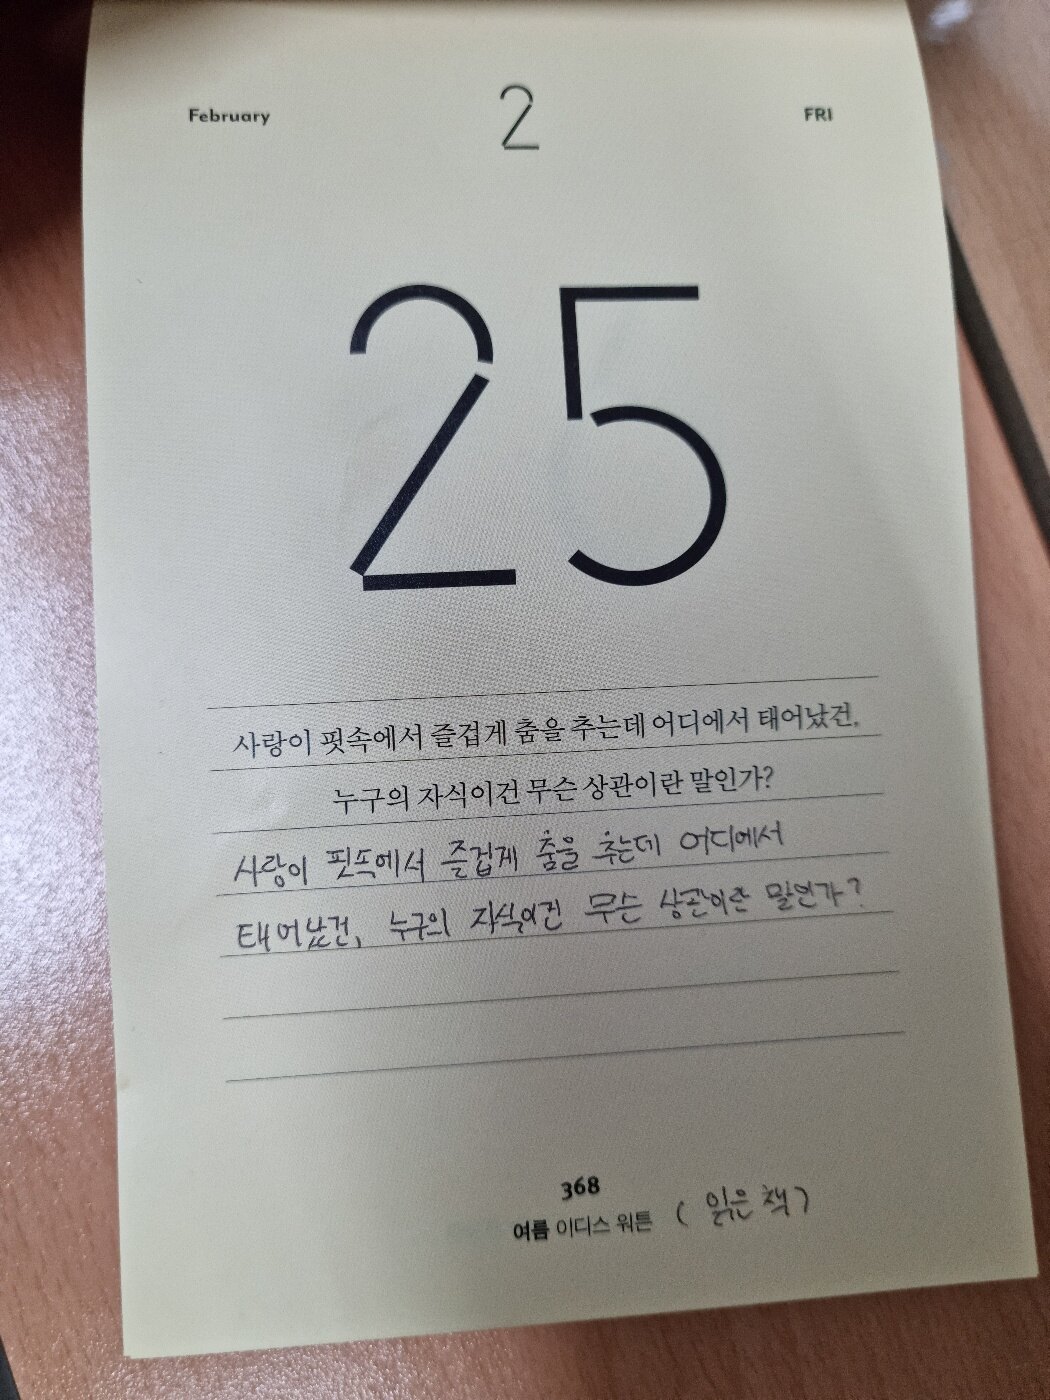 February 2 FRI
25
사랑이 핏속에서 즐겁게 춤을 추는데 어디에서 태어났건,
누구의 자식이건 무슨 상관이란 말인가?
사랑이 핏속에서 즐겁게 춤을 추는데 어디에서
태어났건, 누구의 자식이건 무슨 상관이란 말인가?
368
여름 이디스 워튼 ( 읽은 책 )